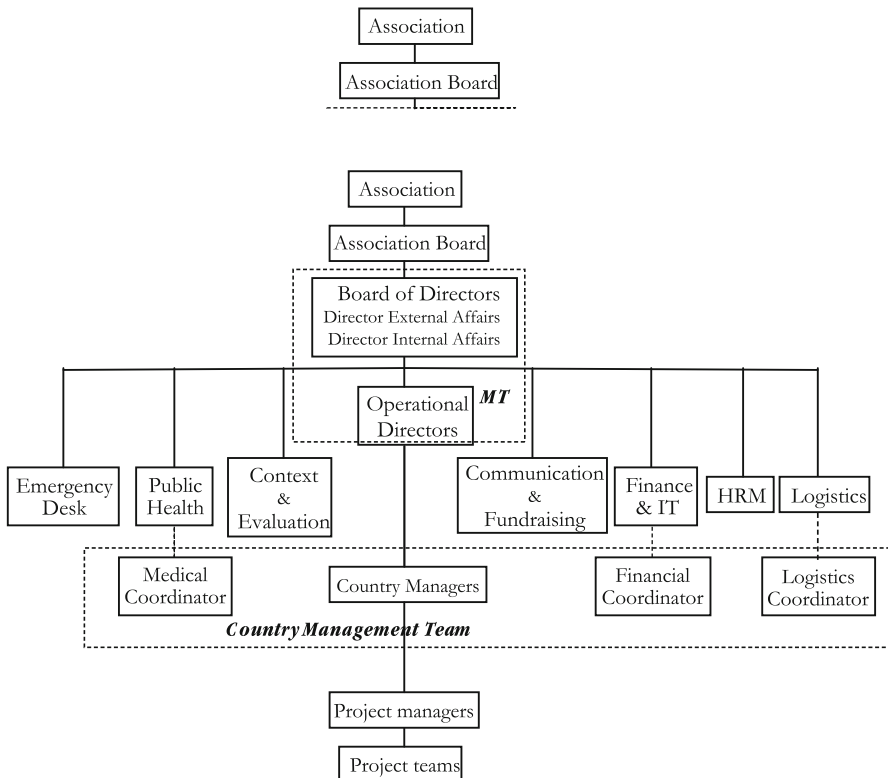 Association
Association Board
Association
Association Board
Board of Directors
Director External Affairs
Director Internal Affairs
MT
Operational
Directors
Emergency
Desk
Public
Health
Context
&
Evaluation
Communication
&
Fundraising
Finance
& IT
HRM
Logistics
Medical
Coordinator
Country Managers
Financial
Coordinator
Logistics
Coordinator
Country Management Team
Project managers
Project teams